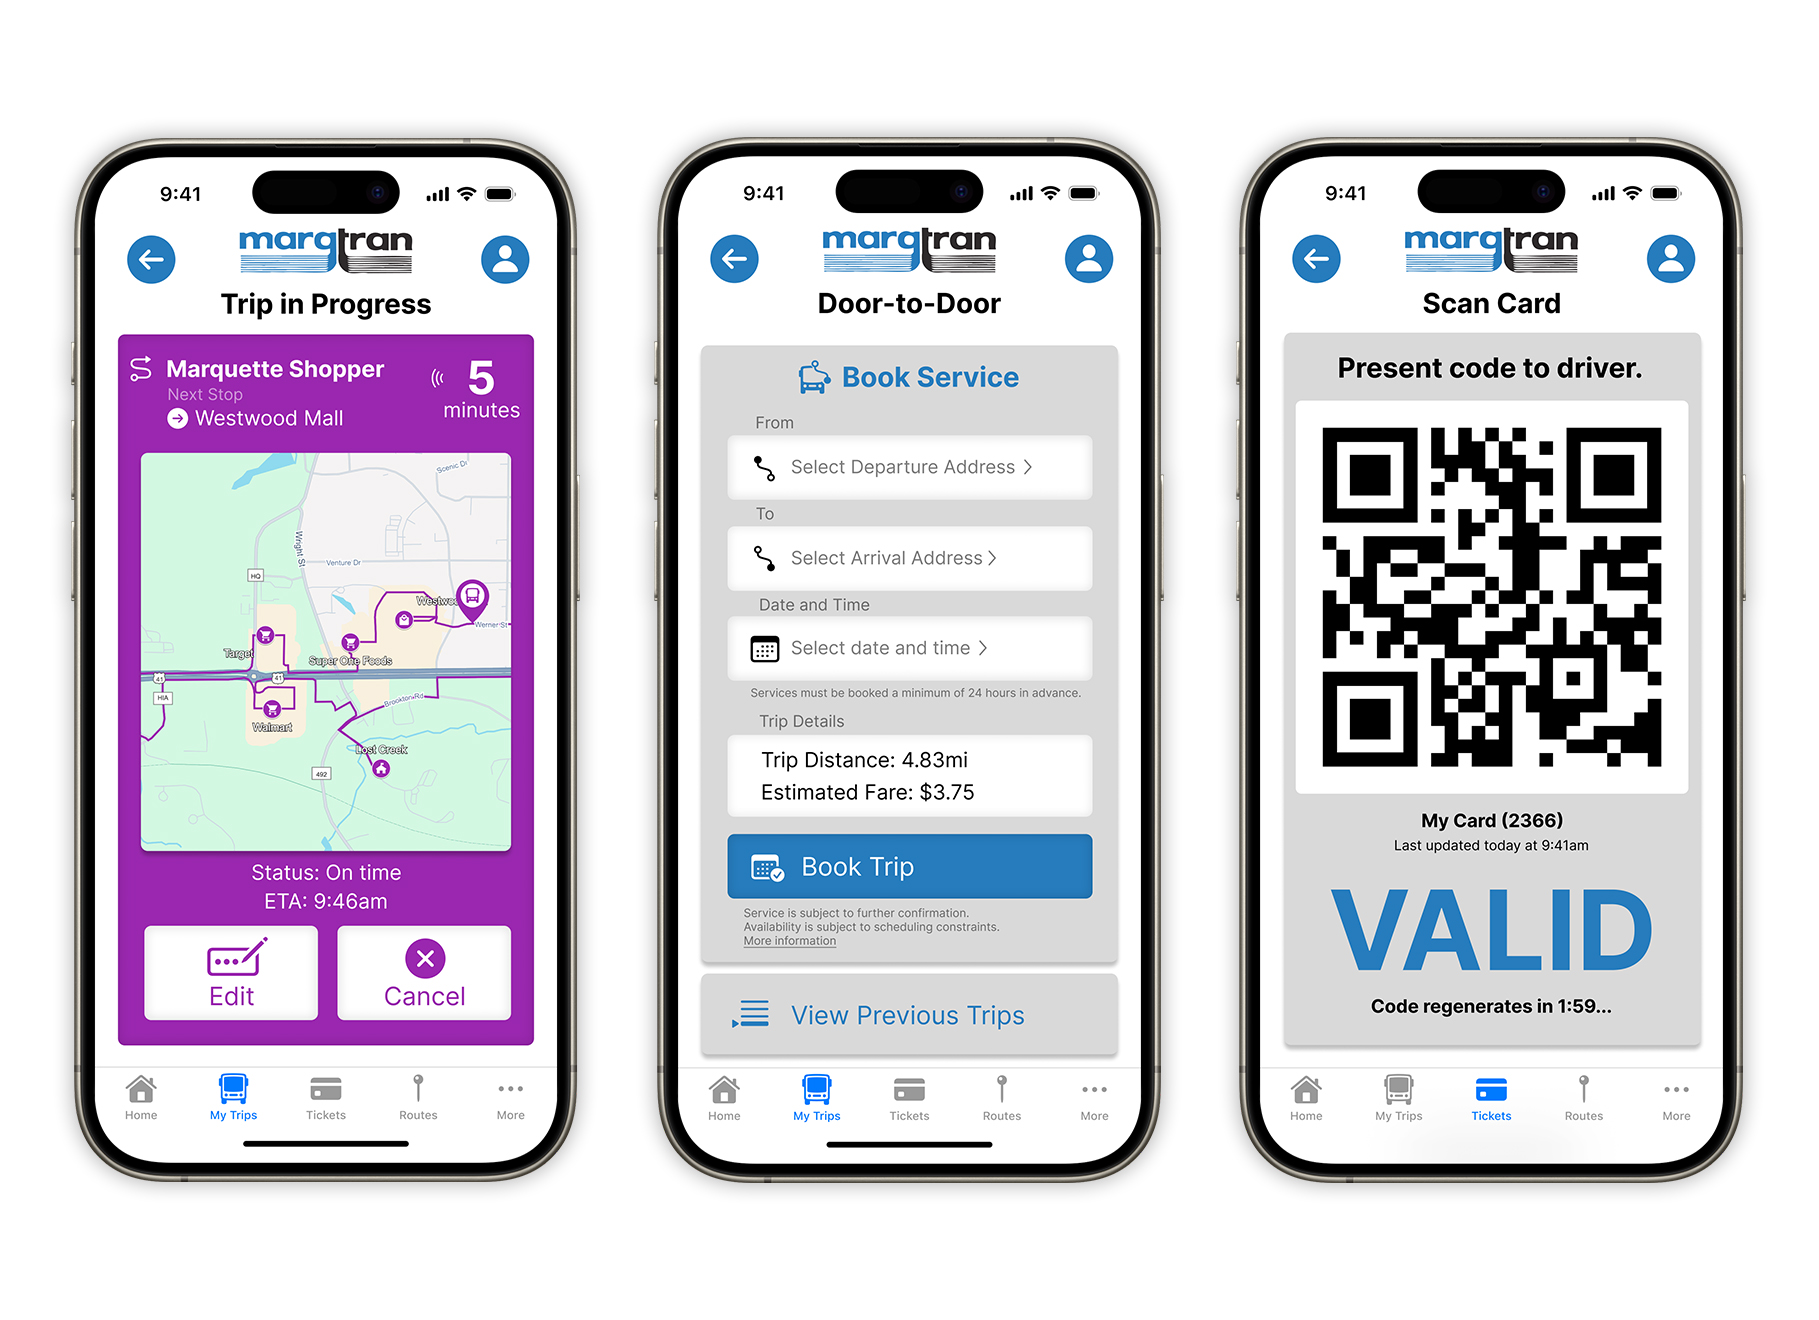 9:41
marqtran
Trip in Progress
Marquette Shopper
Next Stop
Westwood Mall
5
minutes
Scenic Dr
Wright St
Venture Dr
HQ
Werner St
Target
Super One Foods
41
41
HIA
Brookton Rd
Walmart
Lost Creek
492
Status: On time
ETA: 9:46am
Edit
Cancel
Home
My Trips
Tickets
Routes
More
9:41
marqtran
Door-to-Door
Book Service
From
Select Departure Address >
To
Select Arrival Address >
Date and Time
Select date and time >
Services must be booked a minimum of 24 hours in advance.
Trip Details
Trip Distance: 4.83mi
Estimated Fare: $3.75
Book Trip
Service is subject to further confirmation.
Availability is subject to scheduling constraints.
More information
View Previous Trips
Home
My Trips
Tickets
Routes
More
9:41
marqtran
Scan Card
Present code to driver.
My Card (2366)
Last updated today at 9:41am
VALID
Code regenerates in 1:59...
Home
My Trips
Tickets
Routes
More